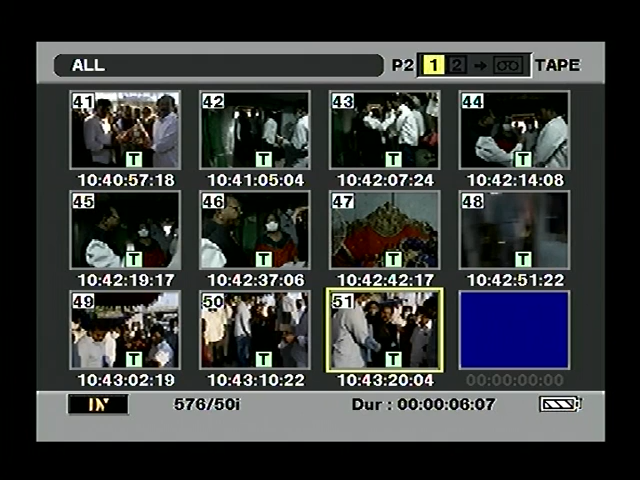 ALL P2 1 2 → TAPE
41 42 43 44
T T T T
10:40:57:18 10:41:05:04 10:42:07:24 10:42:14:08
45 46 47 48
T T T T
10:42:19:17 10:42:37:06 10:42:42:17 10:42:51:22
49 50 51
T T T
10:43:02:19 10:43:10:22 10:43:20:04 00:00:00:00
DV 576/50i Dur : 00:00:06:07